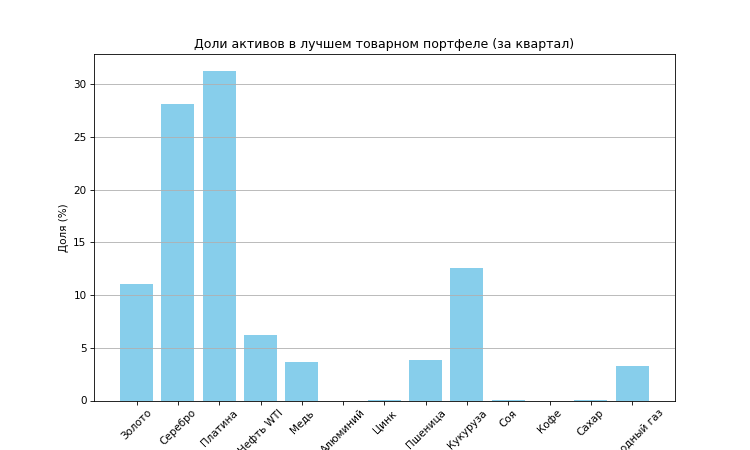 Доли активов в лучшем товарном портфеле (за квартал)
Доля (%)
30
25
20
15
10
5
0
Золото
Серебро
Платина
Нефть WTI
Медь
Алюминий
Цинк
Пшеница
Кукуруза
Соя
Кофе
Сахар
газ